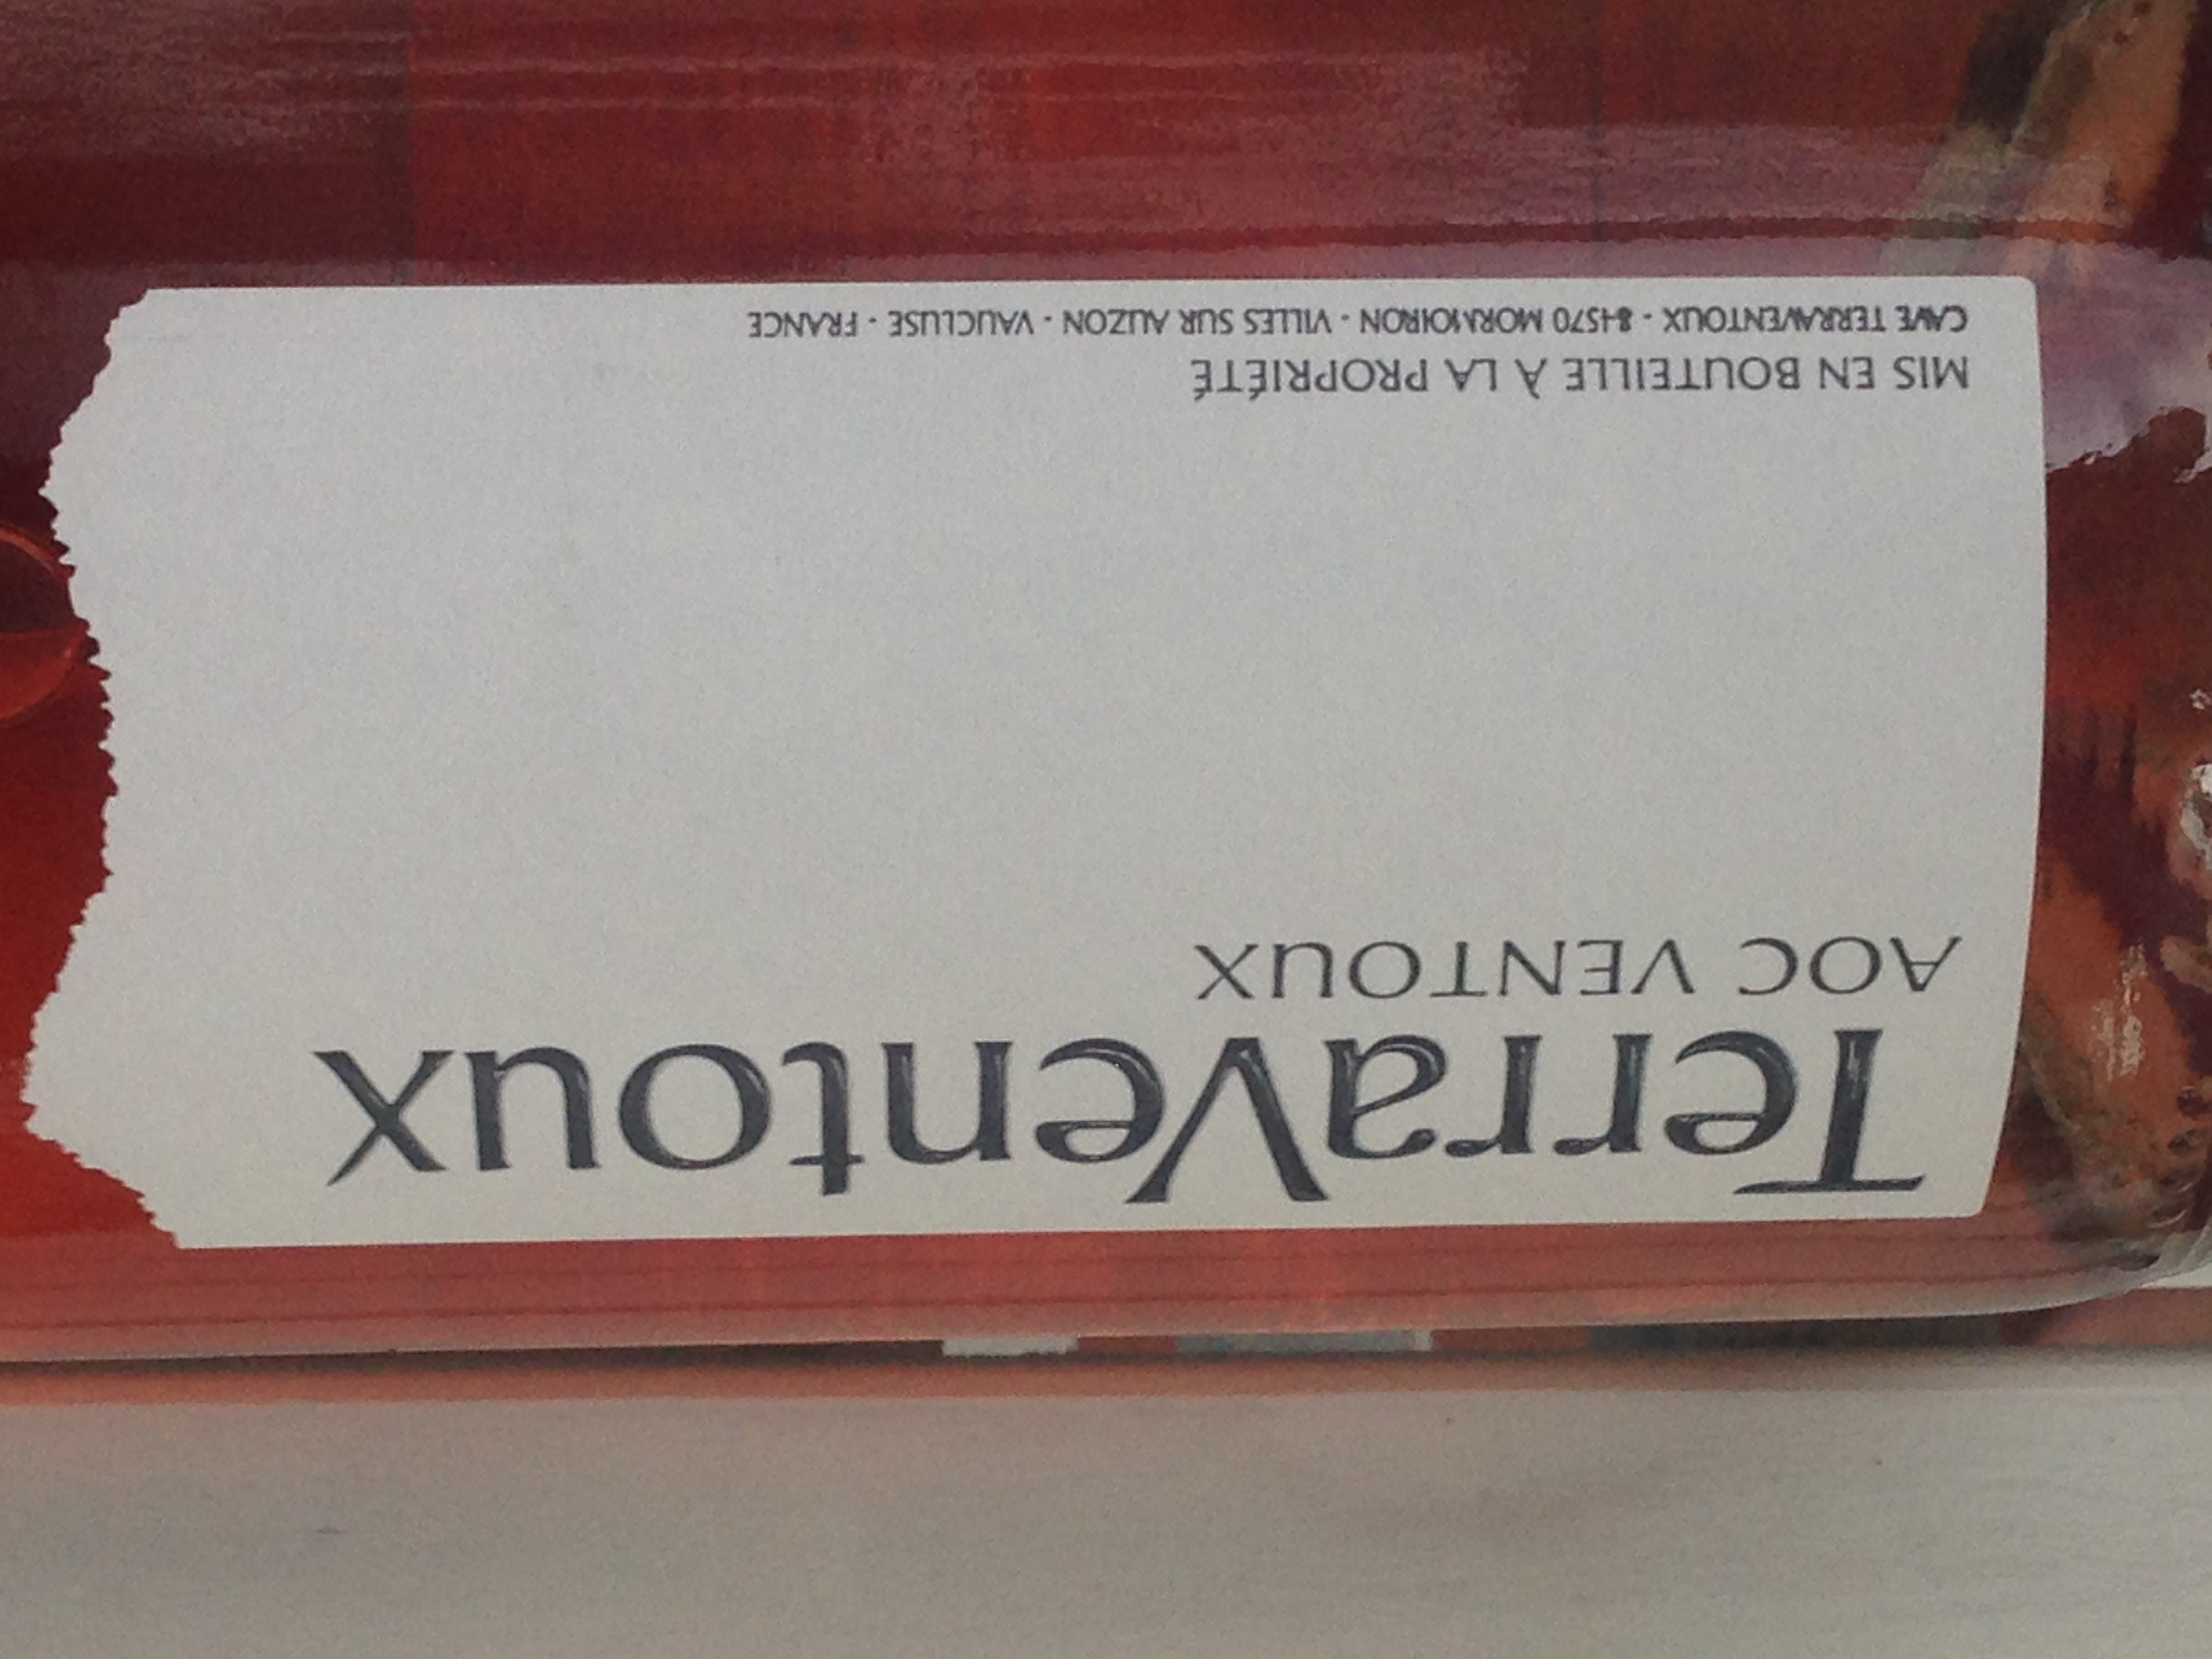 TerraVentoux
AOC VENTOUX
MIS EN BOUTEILLE À LA PROPRIÉTÉ
CAVE TERRAVENTOUX - 84570 MORMOIRON - VILLES SUR AUZON - VAUCLUSE - FRANCE